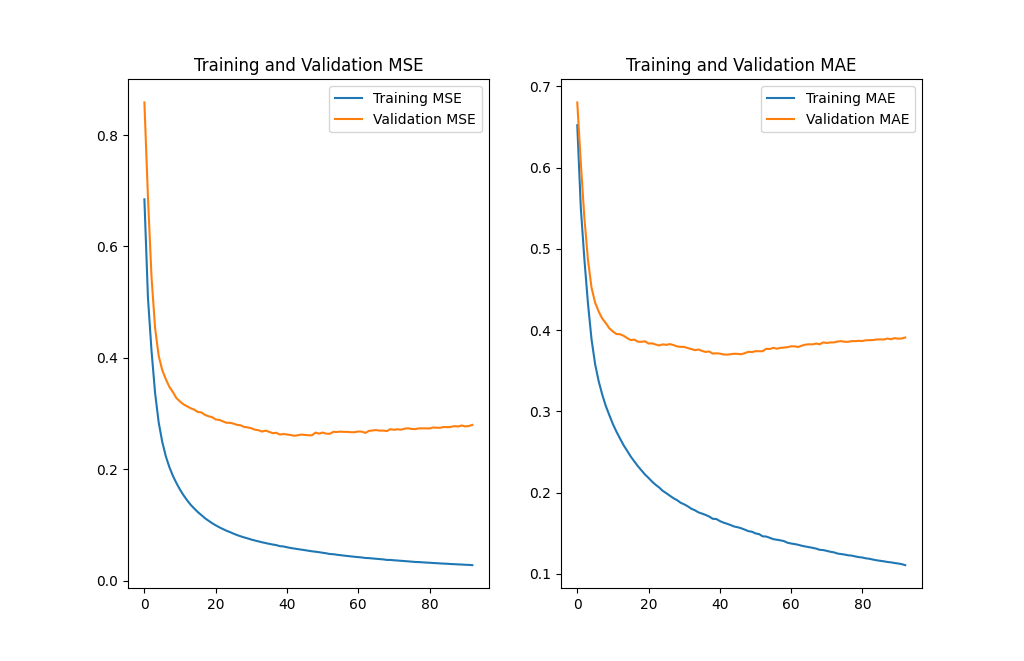 Training and Validation MSE
Training MSE
Validation MSE
0.8
0.6
0.4
0.2
0.0
0 20 40 60 80
Training and Validation MAE
Training MAE
Validation MAE
0.7
0.6
0.5
0.4
0.3
0.2
0.1
0 20 40 60 80